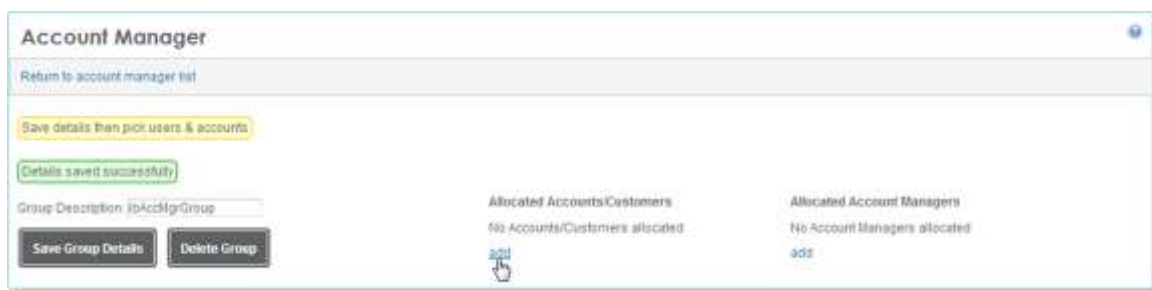 Account Manager
Return to account manager list
Save details then pick users & accounts
Details saved successfully
Group Description: libAccMgrGroup
Allocated Accounts/Customers
Allocated Account Managers
No Accounts/Customers allocated
No Account Managers allocated
Save Group Details
Delete Group
add
add